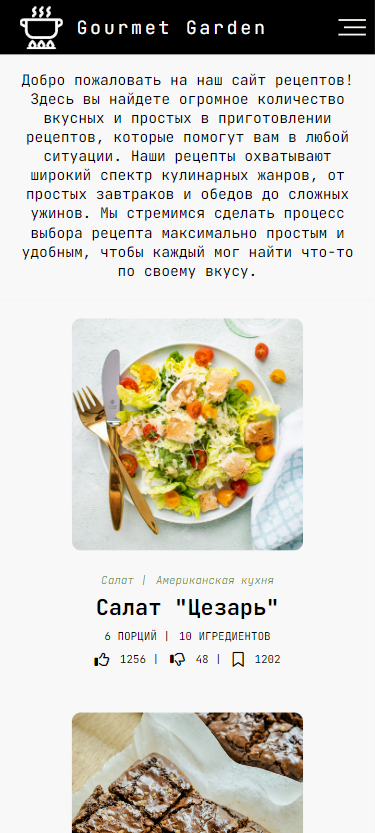 Gourmet Garden
Добро пожаловать на наш сайт рецептов!
Здесь вы найдете огромное количество
вкусных и простых в приготовлении
рецептов, которые помогут вам в любой
ситуации. Наши рецепты охватывают
широкий спектр кулинарных жанров, от
простых завтраков и обедов до сложных
ужинов. Мы стремимся сделать процесс
выбора рецепта максимально простым и
удобным, чтобы каждый мог найти что-то
по своему вкусу.
Салат | Американская кухня
Салат "Цезарь"
6 ПОРЦИЙ | 10 ИГРЕДИЕНТОВ
1256 | 48 | 1202